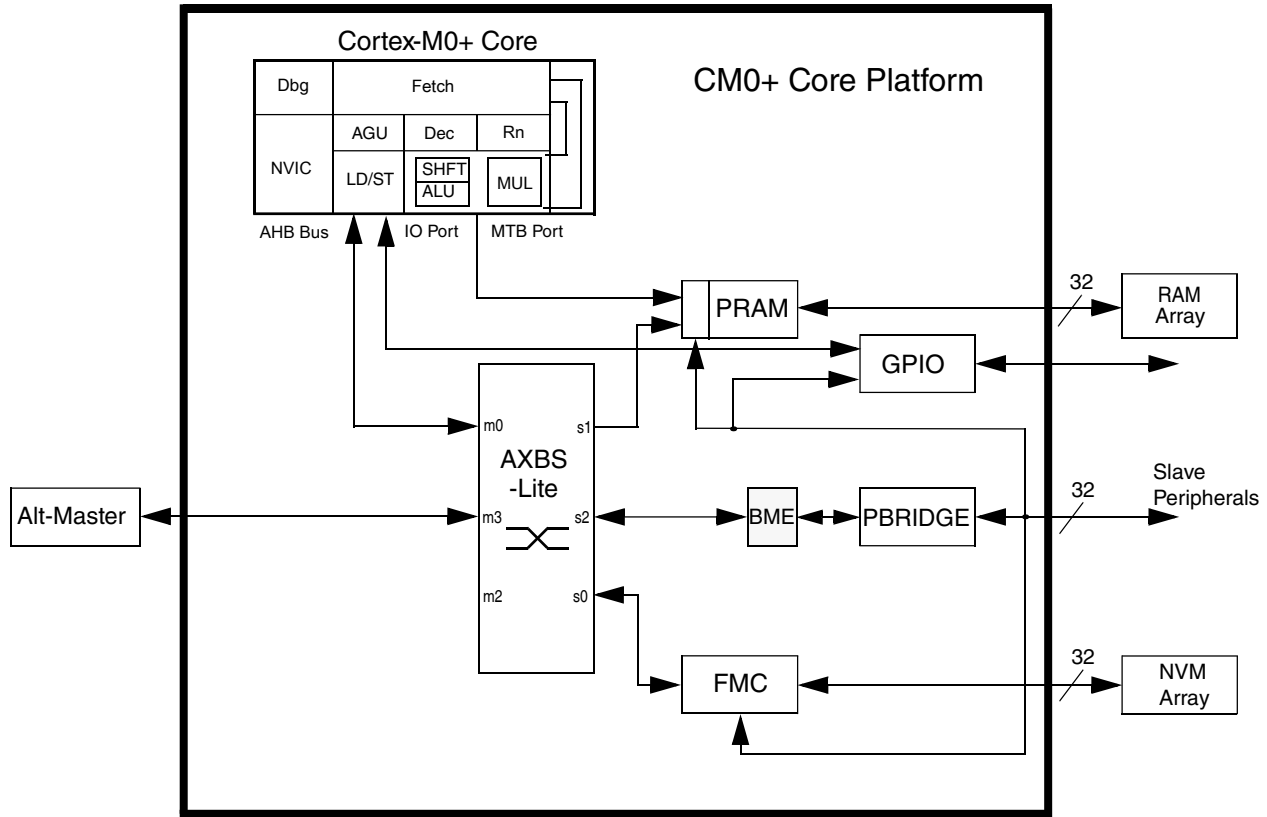 Cortex-M0+ Core
CM0+ Core Platform
Dbg
Fetch
AGU
Dec
Rn
NVIC
LD/ST
SHFT
ALU
MUL
AHB Bus
IO Port
MTB Port
PRAM
32
RAM
Array
GPIO
m0
s1
AXBS
-Lite
Alt-Master
m3
s2
BME
PBRIDGE
32
Slave
Peripherals
m2
s0
FMC
32
NVM
Array